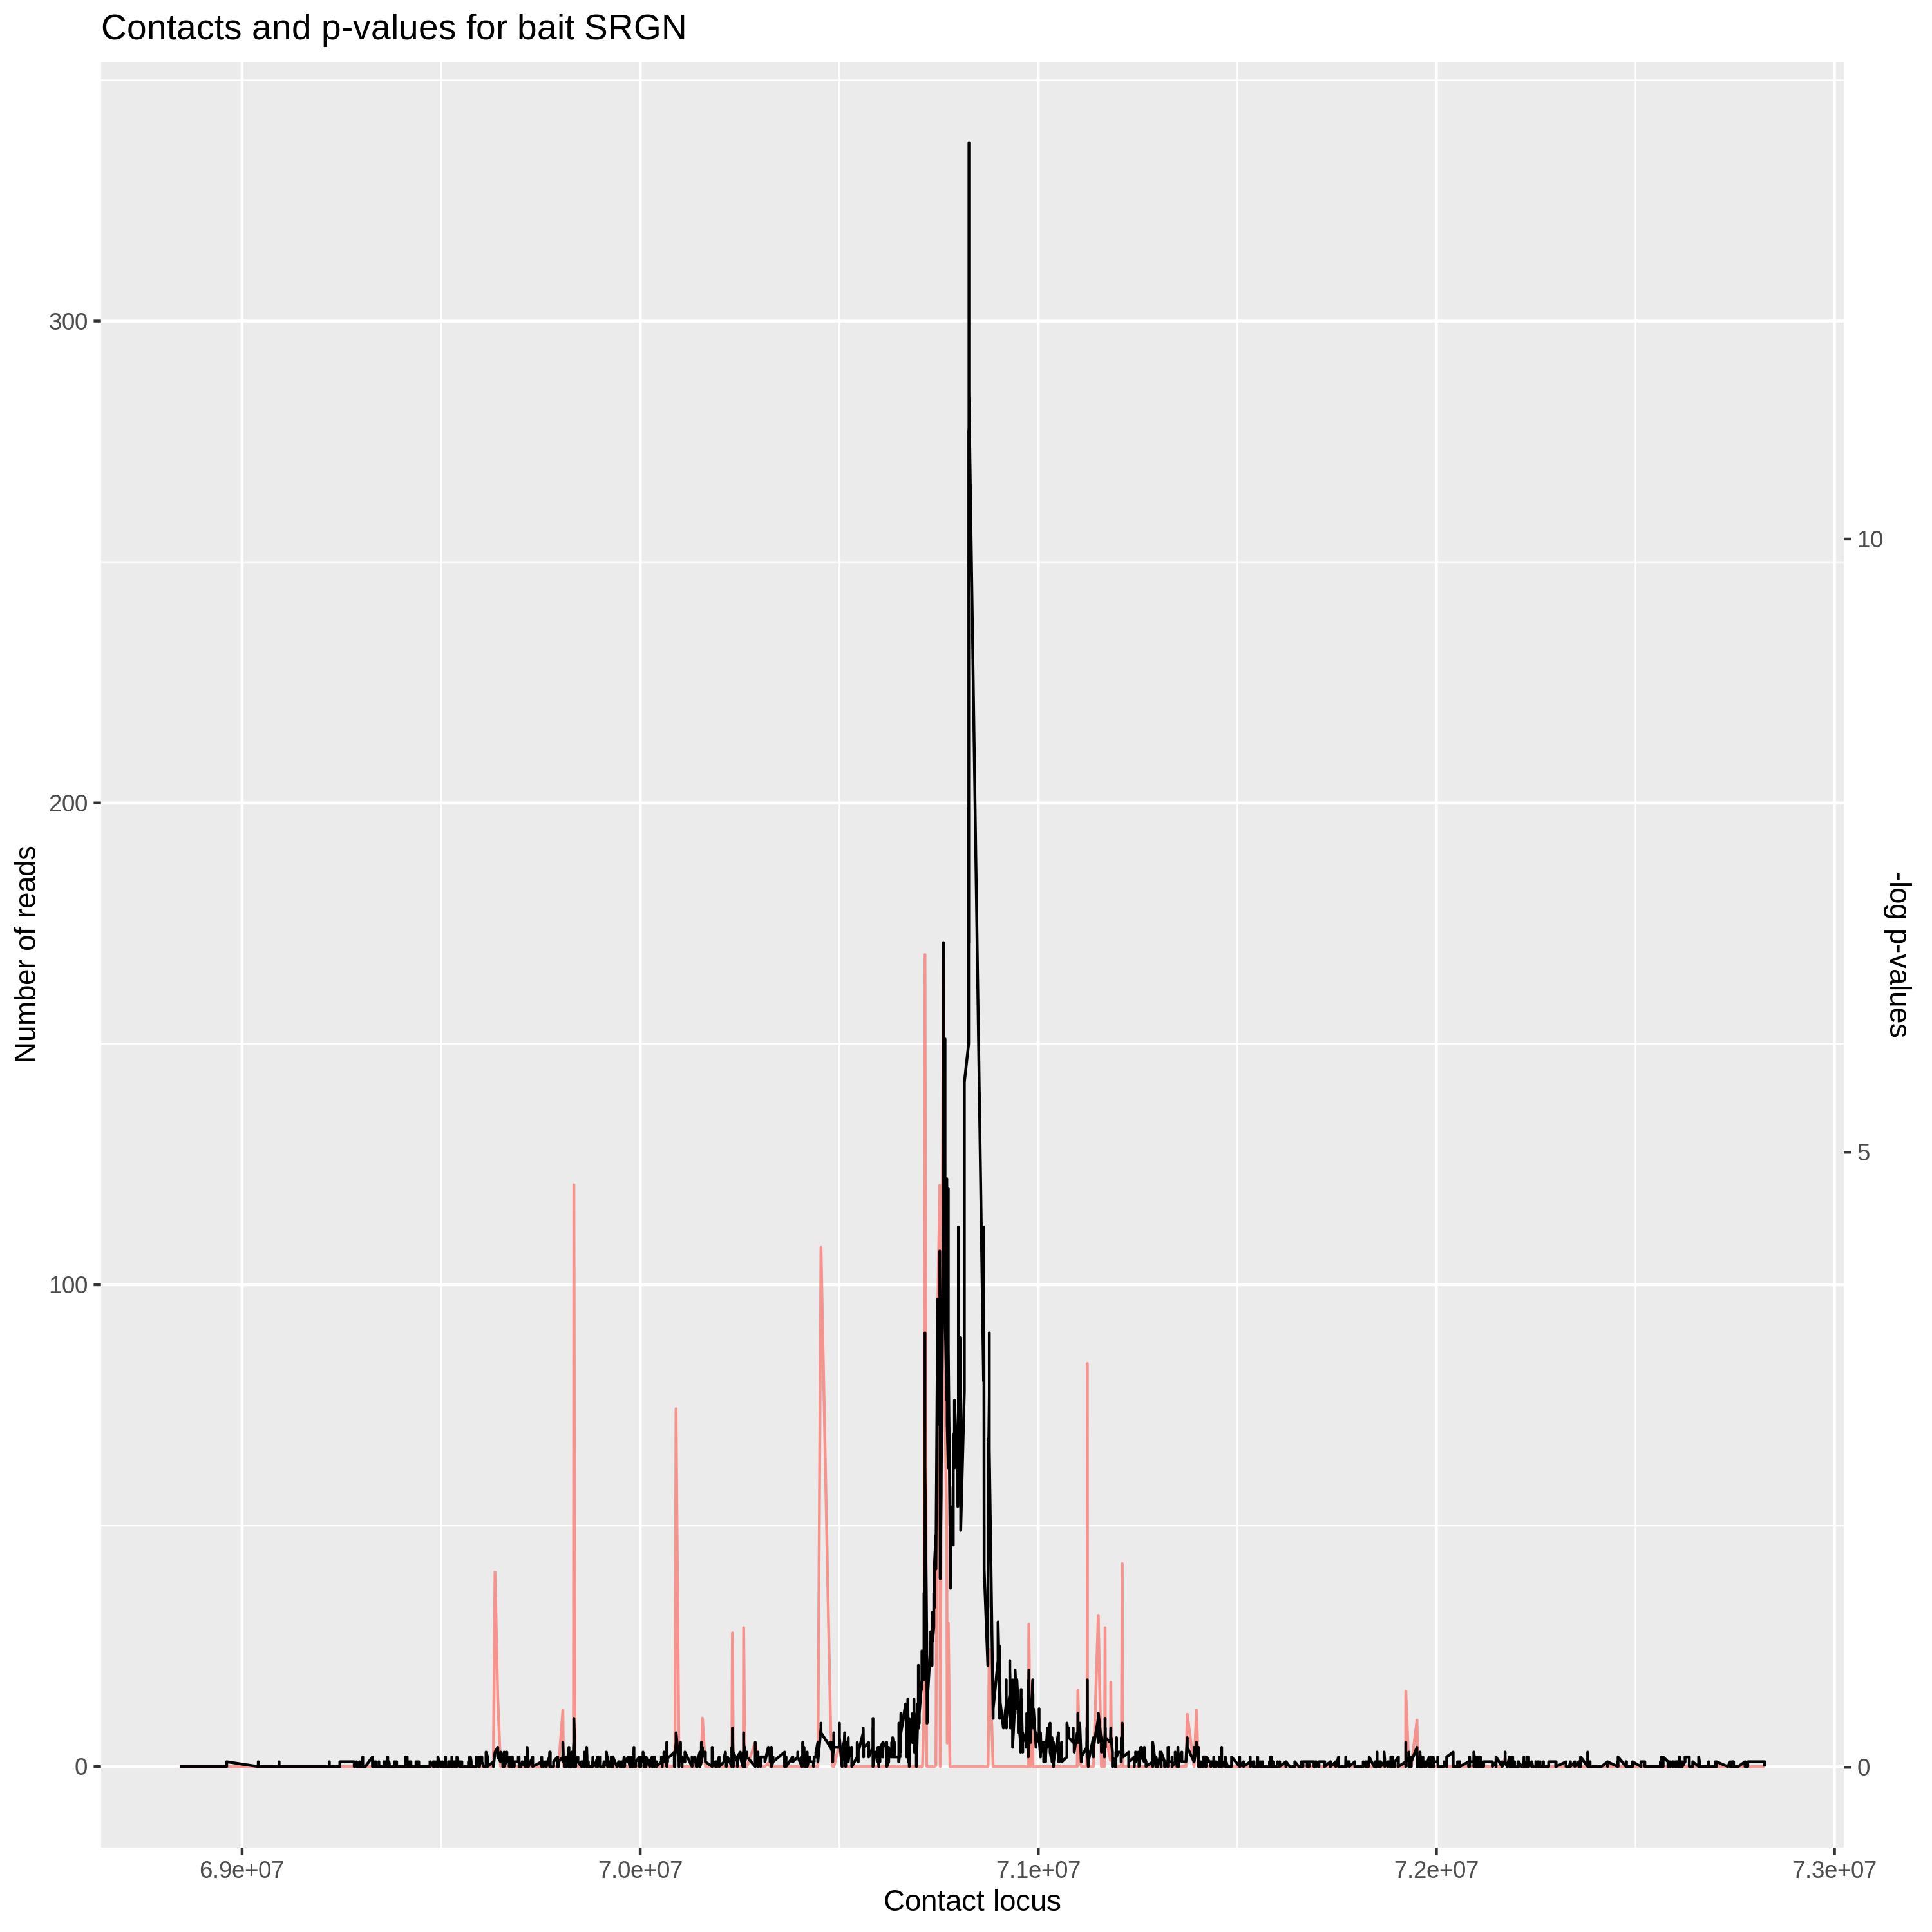 Contacts and p-values for bait SRGN
300
200
100
0
Number of reads
10
5
0
-log p-values
6.9e+07 7.0e+07 7.1e+07 7.2e+07 7.3e+07
Contact locus